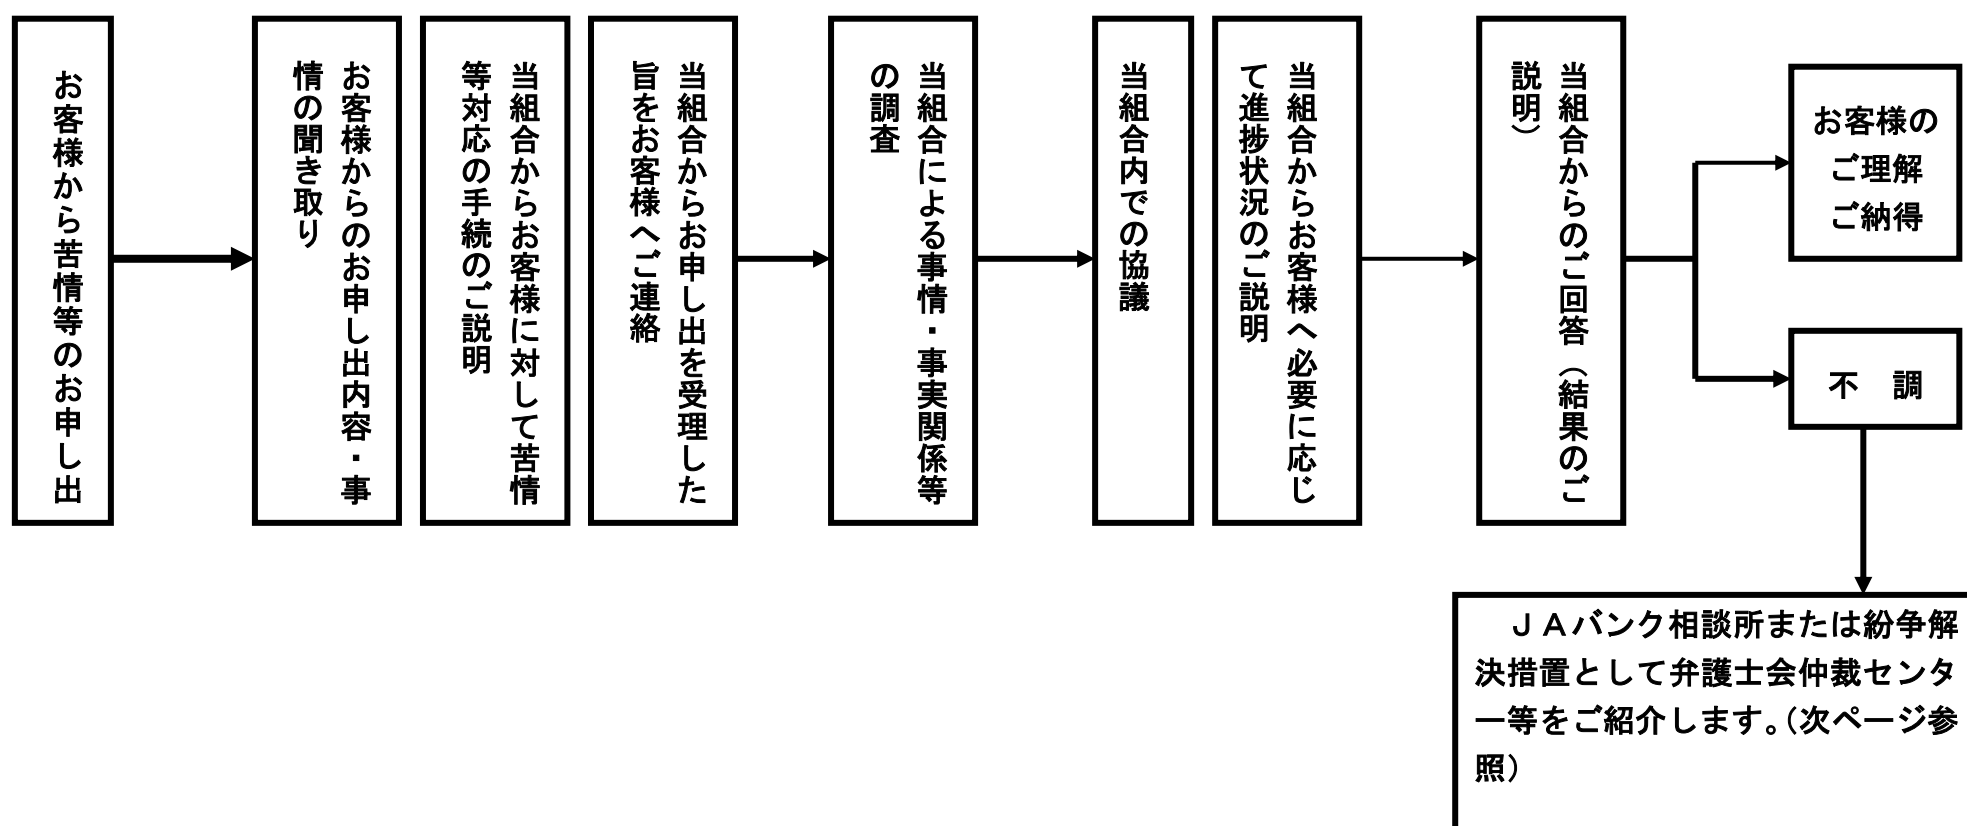 お客様から苦情等のお申し出
お客様からのお申し出内容・事
情の聞き取り
当組合からお客様に対して苦情
等対応の手続のご説明
当組合からお申し出を受理した
旨をお客様へご連絡
当組合による事情・事実関係等
の調査
当組合内での協議
当組合からお客様へ必要に応じ
て進捗状況のご説明
当組合からのご回答（結果のご
説明）
お客様の
ご理解
ご納得
不　調
ＪＡバンク相談所または紛争解
決措置として弁護士会仲裁センタ
ー等をご紹介します。（次ページ参
照）